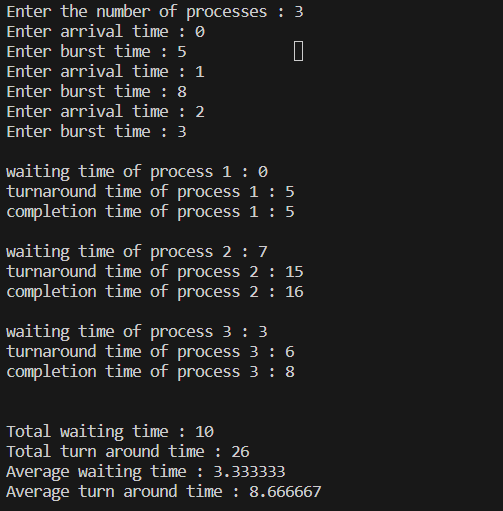 Enter the number of processes : 3
Enter arrival time : 0
Enter burst time : 5
Enter arrival time : 1
Enter burst time : 8
Enter arrival time : 2
Enter burst time : 3
waiting time of process 1 : 0
turnaround time of process 1 : 5
completion time of process 1 : 5
waiting time of process 2 : 7
turnaround time of process 2 : 15
completion time of process 2 : 16
waiting time of process 3 : 3
turnaround time of process 3 : 6
completion time of process 3 : 8
Total waiting time : 10
Total turn around time : 26
Average waiting time : 3.333333
Average turn around time : 8.666667